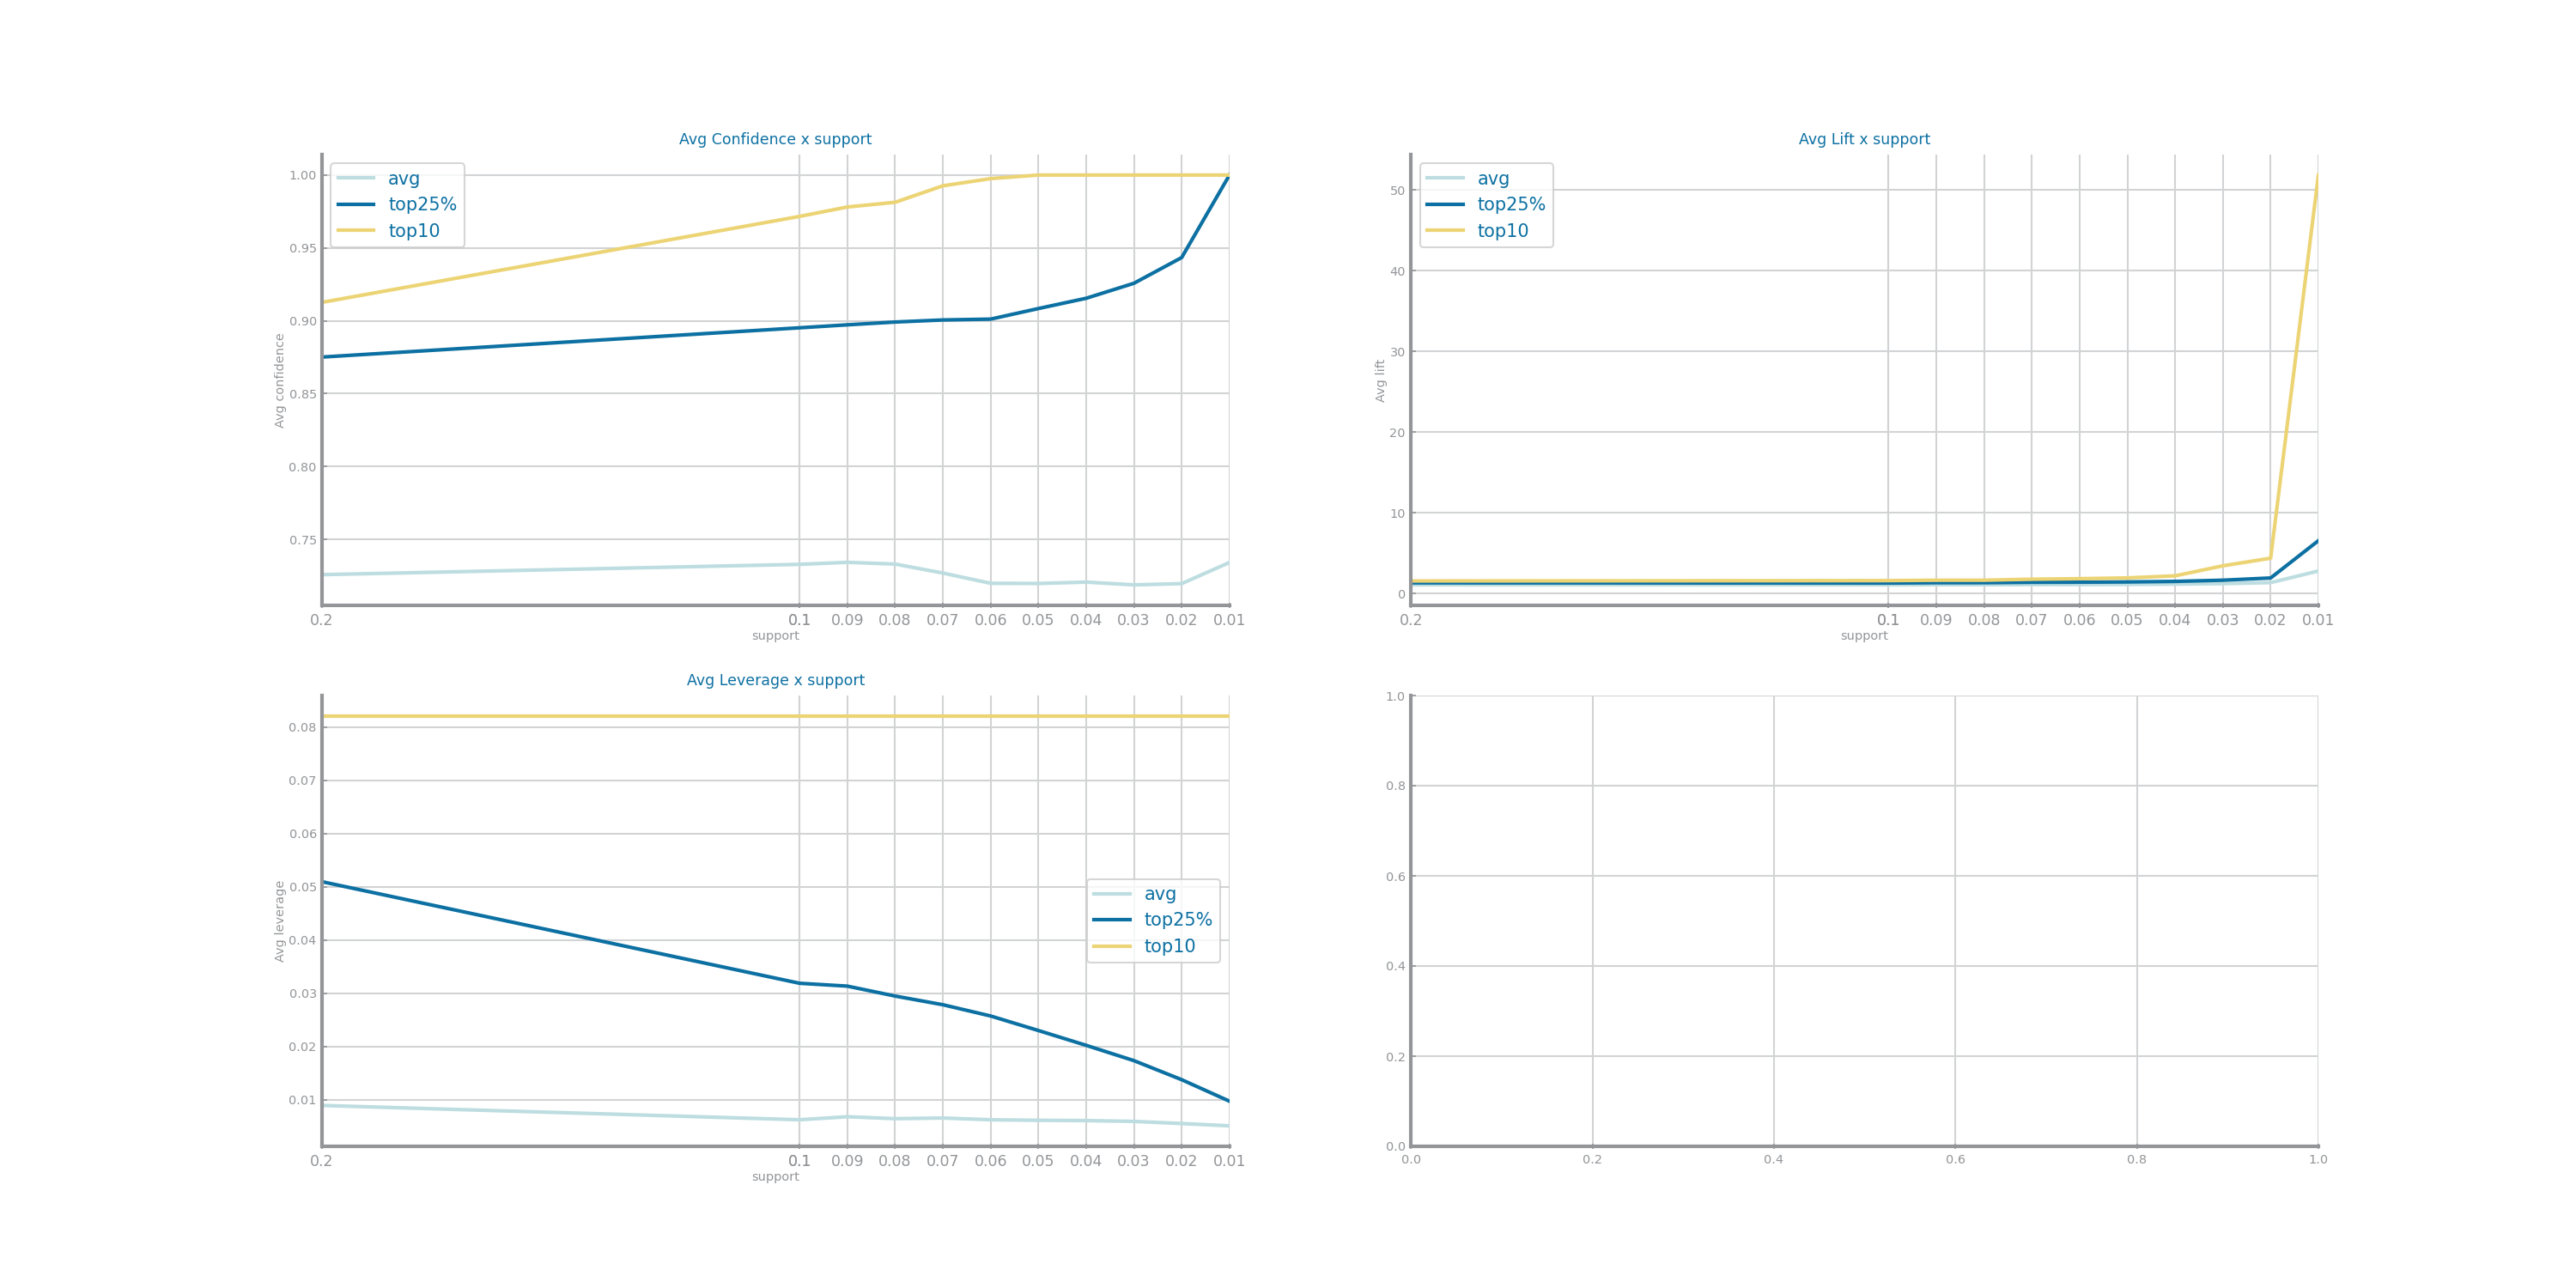 Avg Confidence x support
1.00
0.95
0.90
0.85
0.80
0.75
Avg confidence
avg
top25%
top10
0.2 0.1 0.09 0.08 0.07 0.06 0.05 0.04 0.03 0.02 0.01
support
Avg Lift x support
50
40
30
20
10
0
Avg lift
avg
top25%
top10
0.2 0.1 0.09 0.08 0.07 0.06 0.05 0.04 0.03 0.02 0.01
support
Avg Leverage x support
0.08
0.07
0.06
0.05
0.04
0.03
0.02
0.01
Avg leverage
avg
top25%
top10
0.2 0.1 0.09 0.08 0.07 0.06 0.05 0.04 0.03 0.02 0.01
support
1.0
0.8
0.6
0.4
0.2
0.0
0.0 0.2 0.4 0.6 0.8 1.0